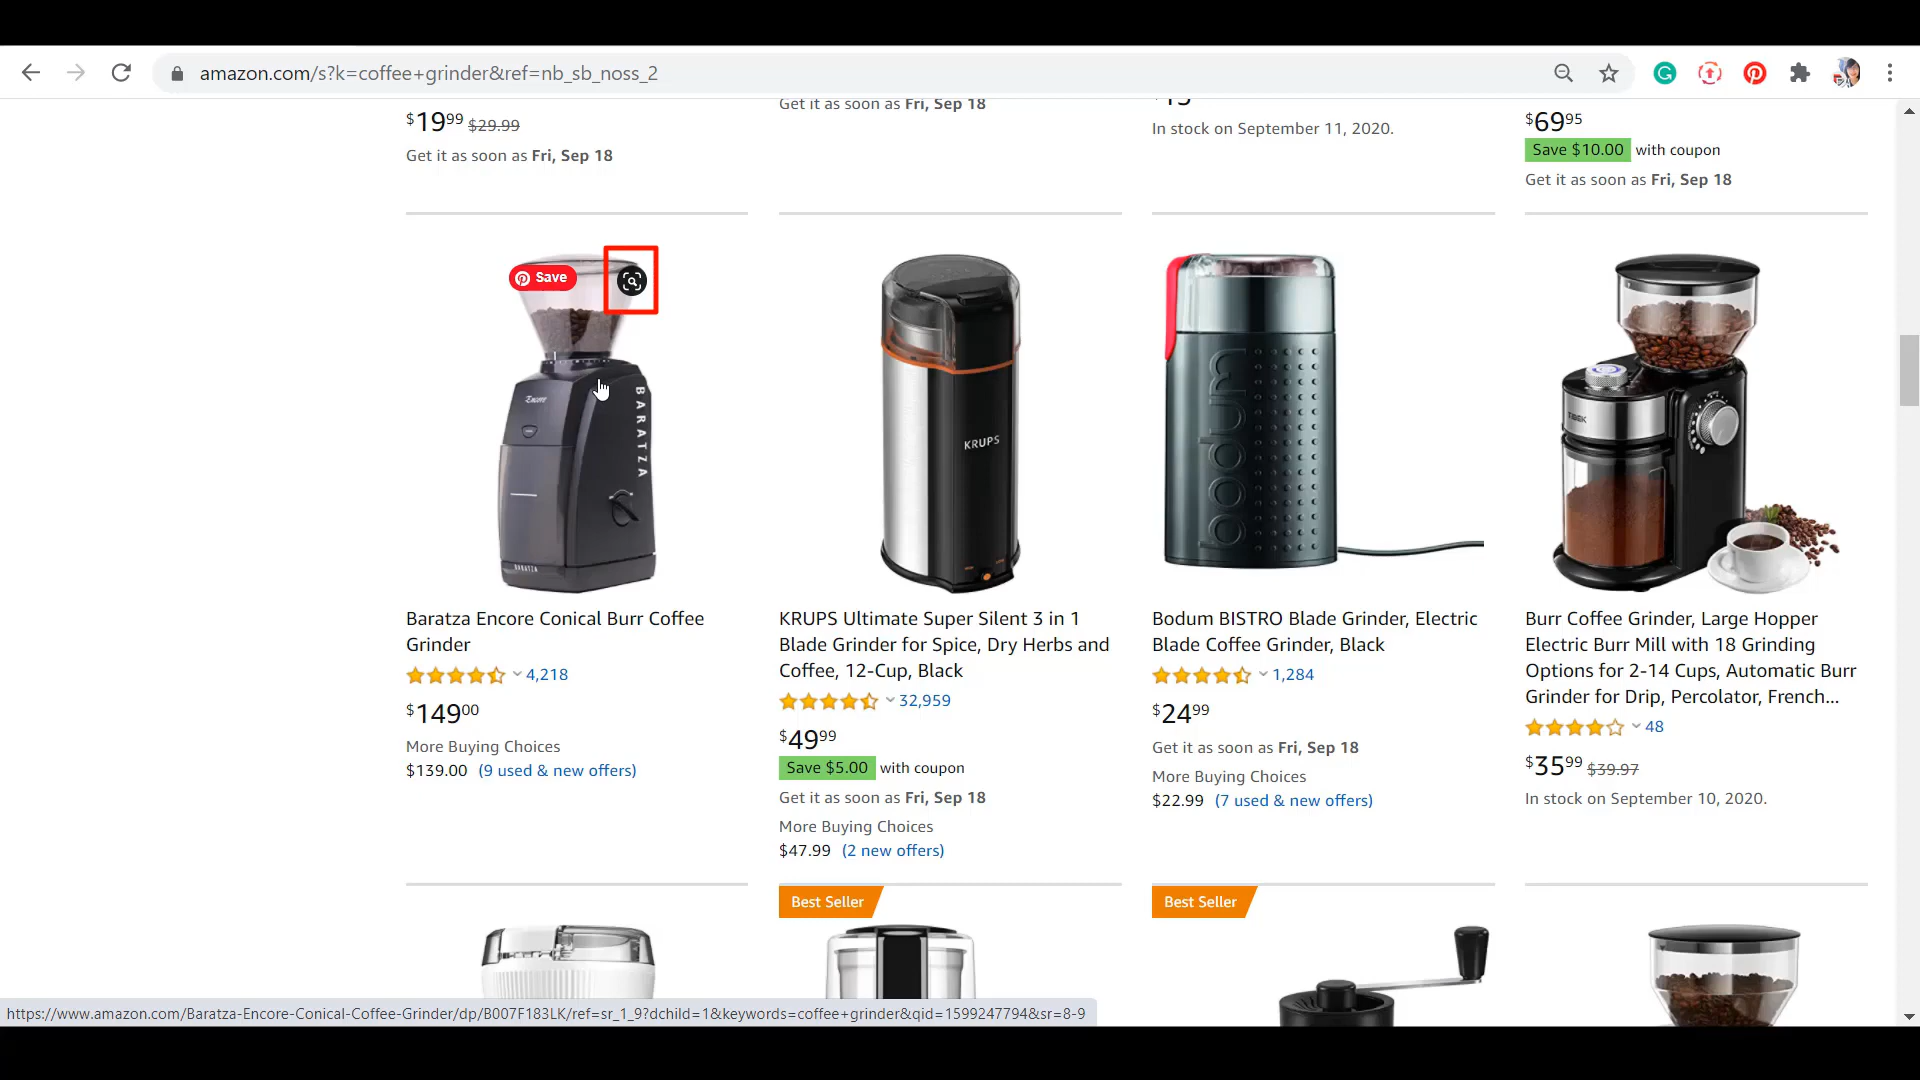 amazon.com/s?k=coffee+grinder&ref=nb_sb_noss_2
$19⁹⁹ $29.99
Get it as soon as Fri, Sep 18
Get it as soon as Fri, Sep 18
In stock on September 11, 2020.
$69⁹⁵
Save $10.00 with coupon
Get it as soon as Fri, Sep 18
Save
Encore
BARATZA
BARATZA
KRUPS
bodum
Baratza Encore Conical Burr Coffee
Grinder
4,218
$149⁰⁰
More Buying Choices
$139.00 (9 used & new offers)
KRUPS Ultimate Super Silent 3 in 1
Blade Grinder for Spice, Dry Herbs and
Coffee, 12-Cup, Black
32,959
$49⁹⁹
Save $5.00 with coupon
Get it as soon as Fri, Sep 18
More Buying Choices
$47.99 (2 new offers)
Bodum BISTRO Blade Grinder, Electric
Blade Coffee Grinder, Black
1,284
$24⁹⁹
Get it as soon as Fri, Sep 18
More Buying Choices
$22.99 (7 used & new offers)
Burr Coffee Grinder, Large Hopper
Electric Burr Mill with 18 Grinding
Options for 2-14 Cups, Automatic Burr
Grinder for Drip, Percolator, French...
48
$35⁹⁹ $39.97
In stock on September 10, 2020.
Best Seller
Best Seller
https://www.amazon.com/Baratza-Encore-Conical-Coffee-Grinder/dp/B007F183LK/ref=sr_1_9?dchild=1&keywords=coffee+grinder&qid=1599247794&sr=8-9